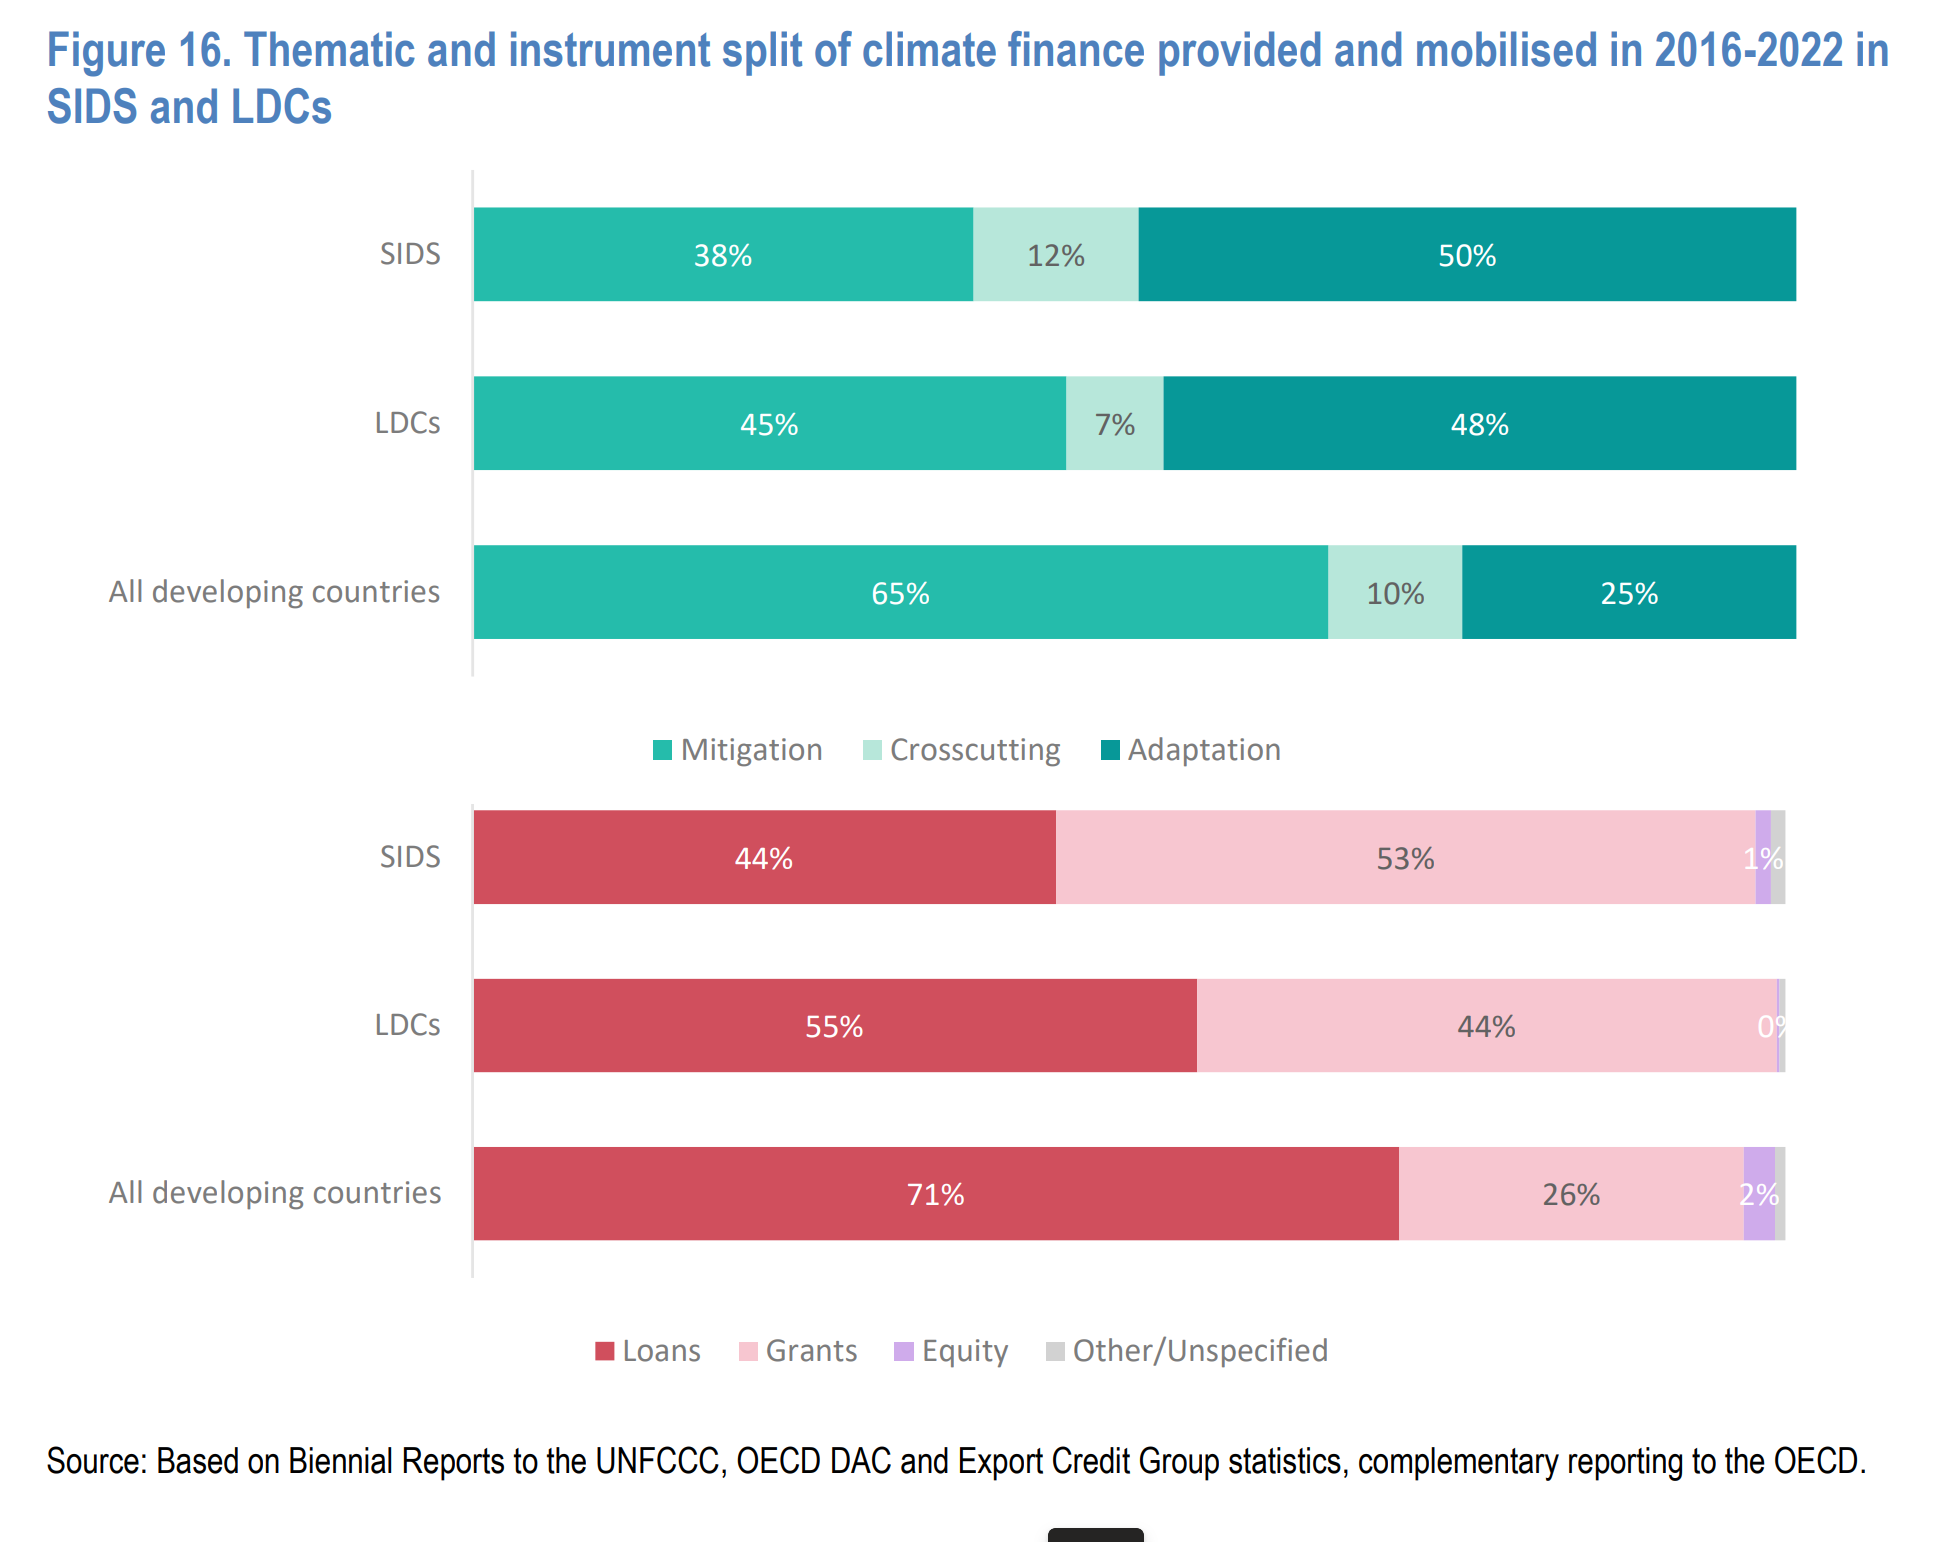 Figure 16. Thematic and instrument split of climate finance provided and mobilised in 2016-2022 in
SIDS and LDCs
SIDS 38% 12% 50%
LDCs 45% 7% 48%
All developing countries 65% 10% 25%
Mitigation Crosscutting Adaptation
SIDS 44% 53% 1%
LDCs 55% 44% 0%
All developing countries 71% 26% 2%
Loans Grants Equity Other/Unspecified
Source: Based on Biennial Reports to the UNFCCC, OECD DAC and Export Credit Group statistics, complementary reporting to the OECD.